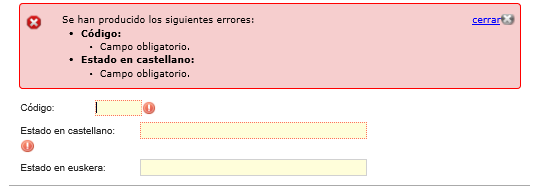 Se han producido los siguientes errores:
cerrar
Código:
Campo obligatorio.
Estado en castellano:
Campo obligatorio.
Código:
Estado en castellano:
Estado en euskera: